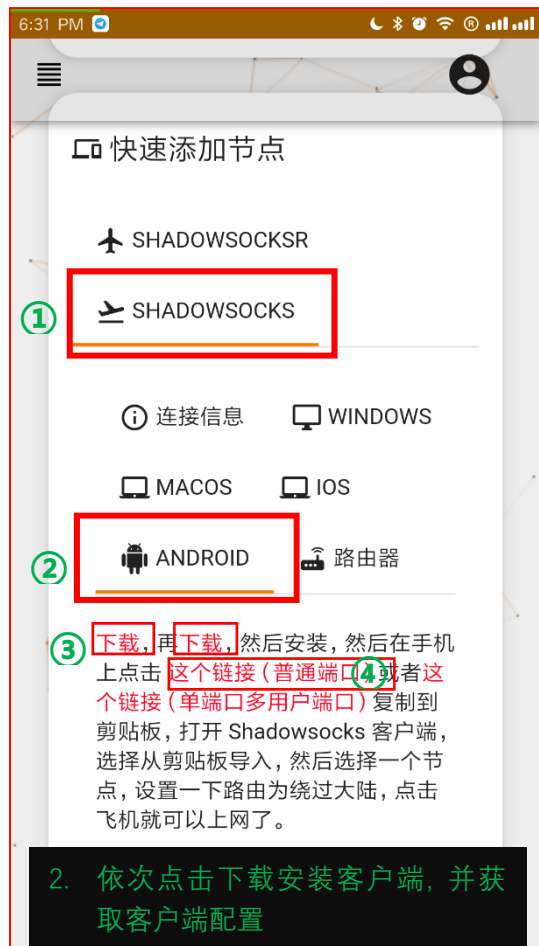 6:31 PM
快速添加节点
SHADOWSOCKSR
① SHADOWSOCKS
连接信息 WINDOWS
MACOS IOS
② ANDROID 路由器
③ 下载,再下载,然后安装,然后在手机
上点击 这个链接(普通端口④或者这
个链接(单端口多用户端口)复制到
剪贴板,打开 Shadowsocks 客户端,
选择从剪贴板导入,然后选择一个节
点,设置一下路由为绕过大陆,点击
飞机就可以上网了。
2. 依次点击下载安装客户端, 并获
取客户端配置